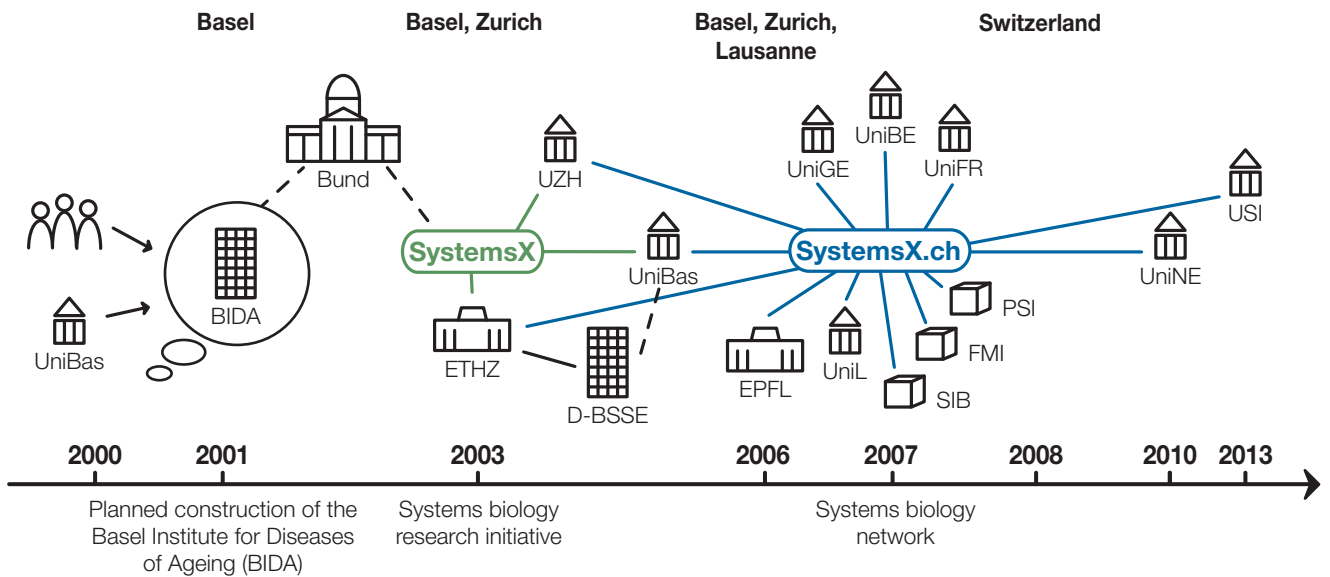 Basel
Basel, Zurich
Basel, Zurich,
Lausanne
Switzerland
Bund
UZH
UniGE
UniBE
UniFR
USI
SystemsX
UniBas
SystemsX.ch
UniNE
BIDA
UniBas
ETHZ
D-BSSE
EPFL
UniL
SIB
FMI
PSI
2000
2001
2003
2006
2007
2008
2010
2013
Planned construction of the
Basel Institute for Diseases
of Ageing (BIDA)
Systems biology
research initiative
Systems biology
network